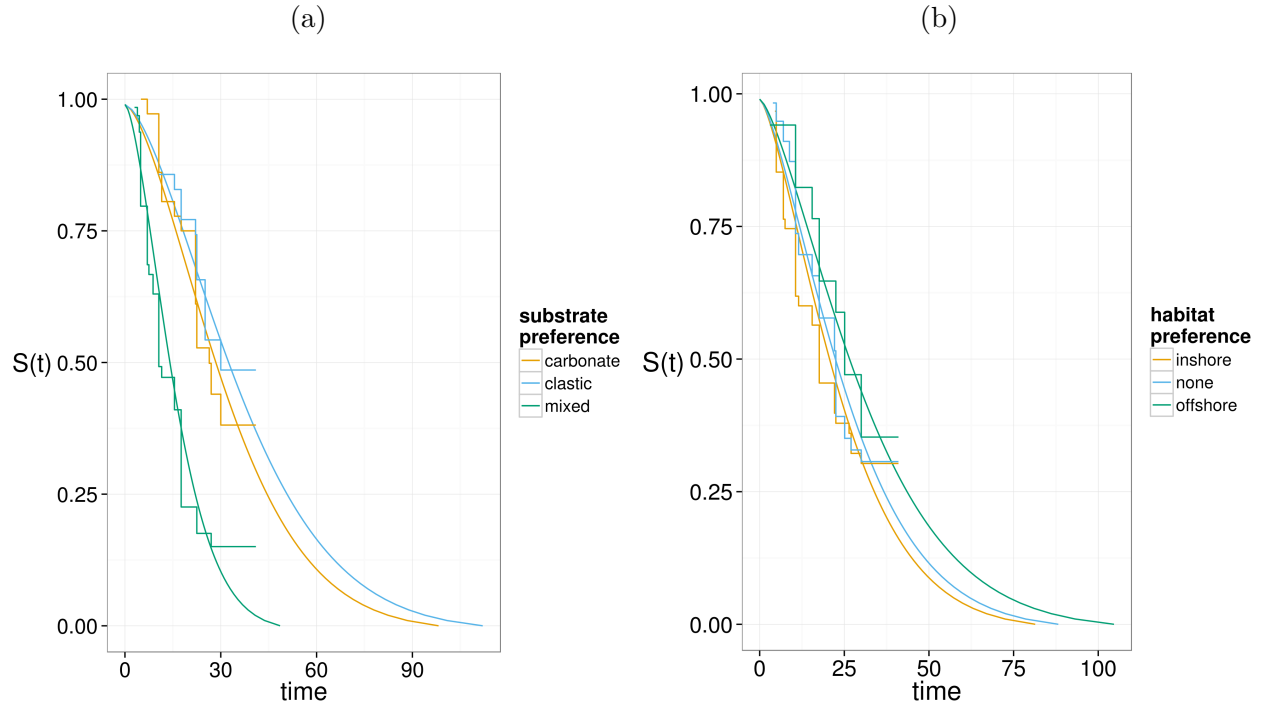 (a)
1.00
0.75
0.50
0.25
0.00
S(t)
0 30 60 90
time
substrate
preference
carbonate
clastic
mixed
(b)
1.00
0.75
0.50
0.25
0.00
S(t)
0 25 50 75 100
time
habitat
preference
inshore
none
offshore